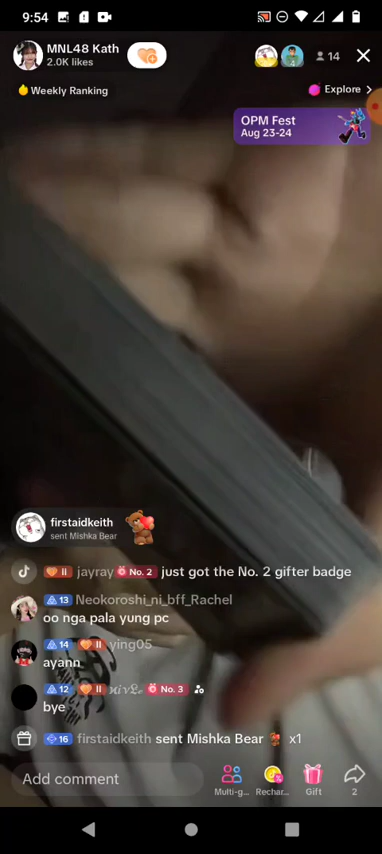 9:54
MNL48 Kath
2.0K likes
14
Weekly Ranking
Explore
OPM Fest
Aug 23-24
firstaidkeith
sent Mishka Bear
II jayray No. 2 just got the No. 2 gifter badge
13 Neokoroshi_ni_bff_Rachel
oo nga pala yung pc
14 II ying05
ayann
12 II No. 3
bye
16 firstaidkeith sent Mishka Bear x1
Add comment
Multi-g...
Rechar...
Gift
2